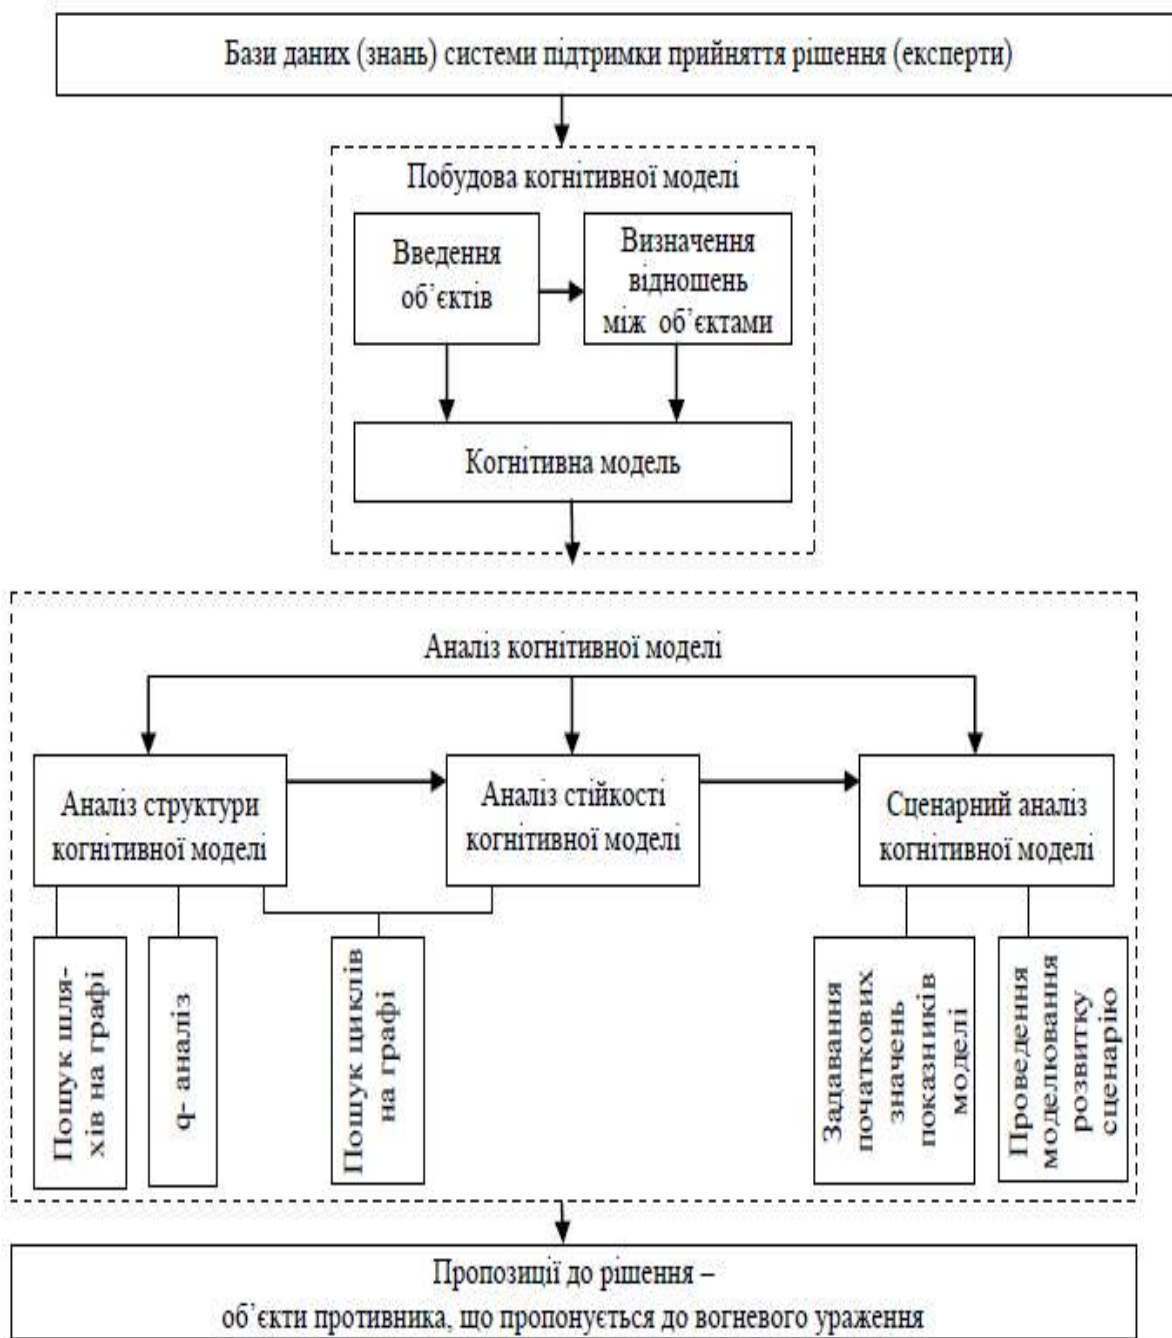 Бази даних (знань) системи підтримки прийняття рішення (експерти)
Побудова когнітивної моделі
Введення
об’єктів
Визначення
відношень
між об’єктами
Когнітивна модель
Аналіз когнітивної моделі
Аналіз структури
когнітивної моделі
Аналіз стійкості
когнітивної моделі
Сценарний аналіз
когнітивної моделі
Пошук шля-
хів на графі
q- аналіз
Пошук циклів
на графі
Задавання
початкових
значень
показників
моделі
Проведення
моделювання
розвитку
сценарію
Пропозиції до рішення –
об’єкти противника, що пропонується до вогневого ураження